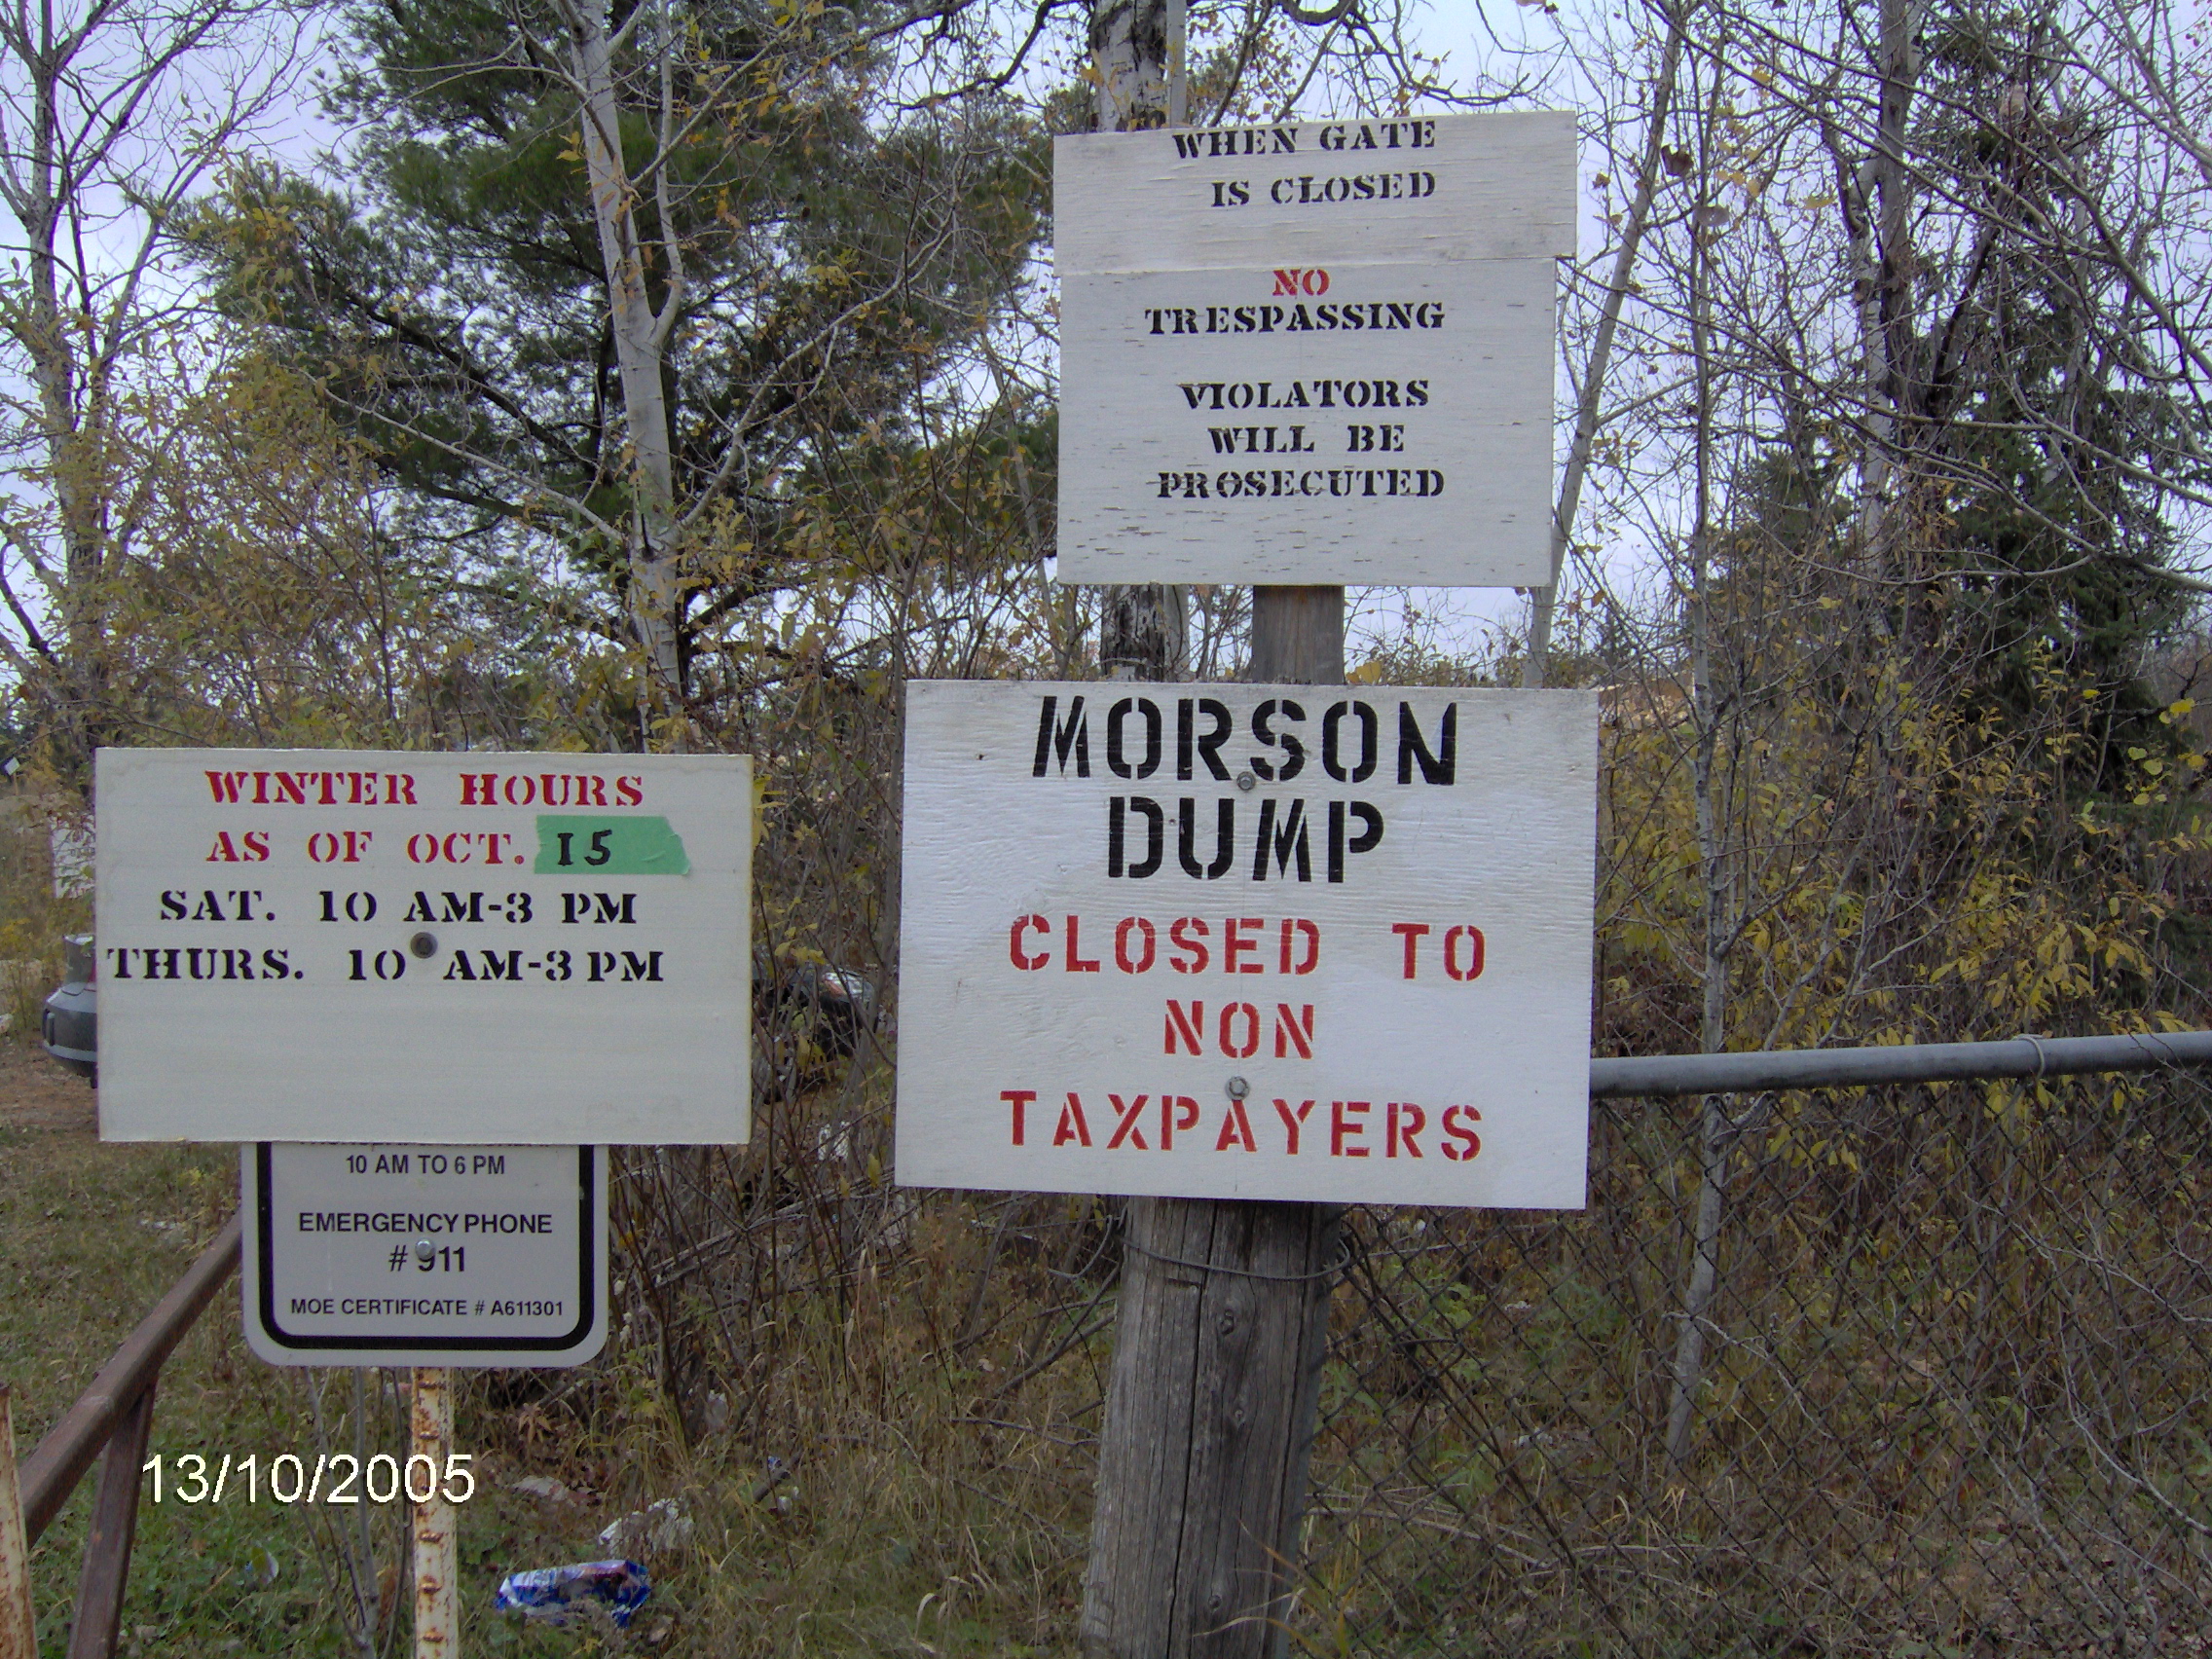 WHEN GATE
IS CLOSED
NO
TRESPASSING
VIOLATORS
WILL BE
PROSECUTED
MORSON
DUMP
CLOSED TO
NON
TAXPAYERS
WINTER HOURS
AS OF OCT. 15
SAT. 10 AM-3 PM
THURS. 10 AM-3 PM
10 AM TO 6 PM
EMERGENCY PHONE
# 911
MOE CERTIFICATE # A611301
13/10/2005